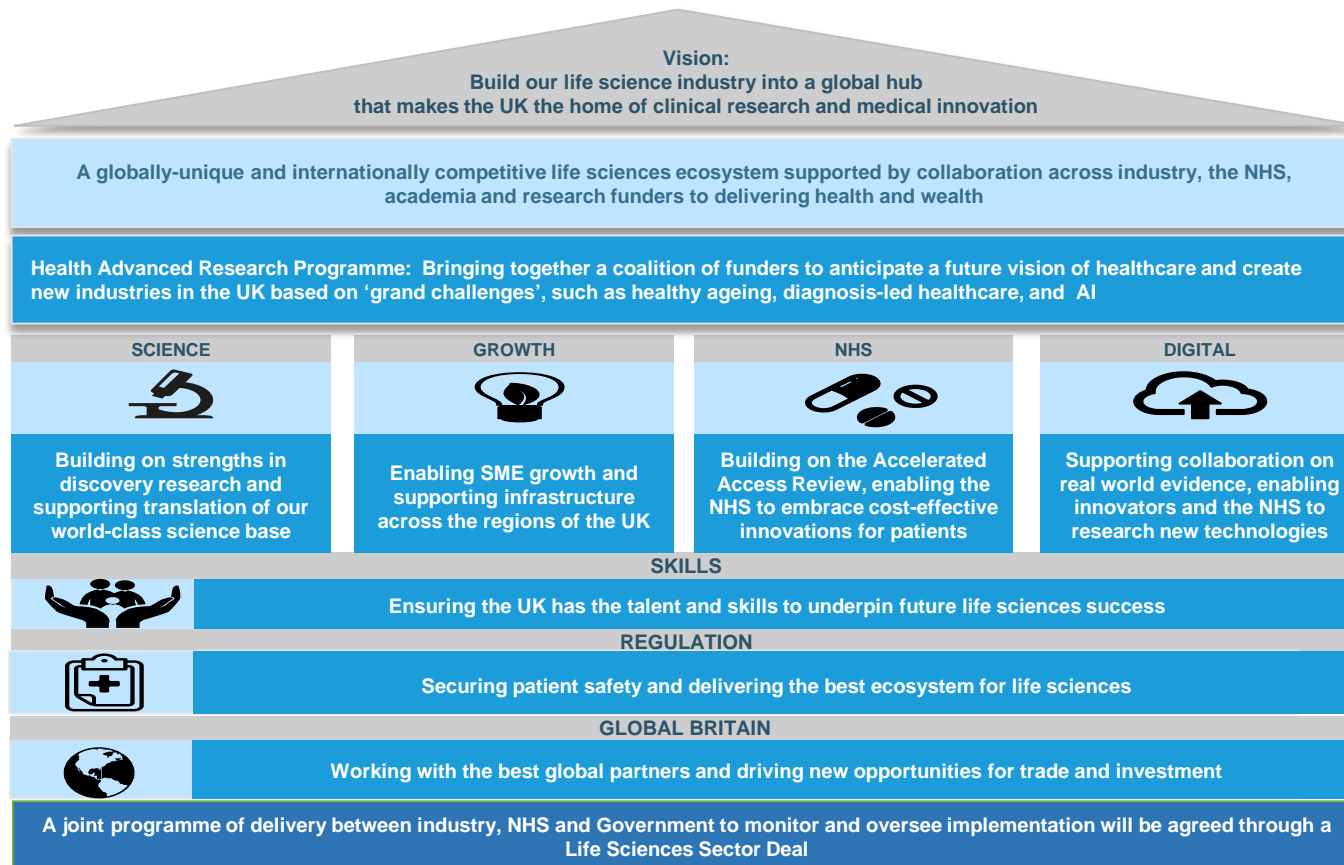 Vision:
Build our life science industry into a global hub
that makes the UK the home of clinical research and medical innovation
A globally-unique and internationally competitive life sciences ecosystem supported by collaboration across industry, the NHS,
academia and research funders to delivering health and wealth
Health Advanced Research Programme:  Bringing together a coalition of funders to anticipate a future vision of healthcare and create
new industries in the UK based on ‘grand challenges’, such as healthy ageing, diagnosis-led healthcare, and  AI
SCIENCE
Building on strengths in
discovery research and
supporting translation of our
world-class science base
GROWTH
Enabling SME growth and
supporting infrastructure
across the regions of the UK
NHS
Building on the Accelerated
Access Review, enabling the
NHS to embrace cost-effective
innovations for patients
DIGITAL
Supporting collaboration on
real world evidence, enabling
innovators and the NHS to
research new technologies
SKILLS
Ensuring the UK has the talent and skills to underpin future life sciences success
REGULATION
Securing patient safety and delivering the best ecosystem for life sciences
GLOBAL BRITAIN
Working with the best global partners and driving new opportunities for trade and investment
A joint programme of delivery between industry, NHS and Government to monitor and oversee implementation will be agreed through a
Life Sciences Sector Deal